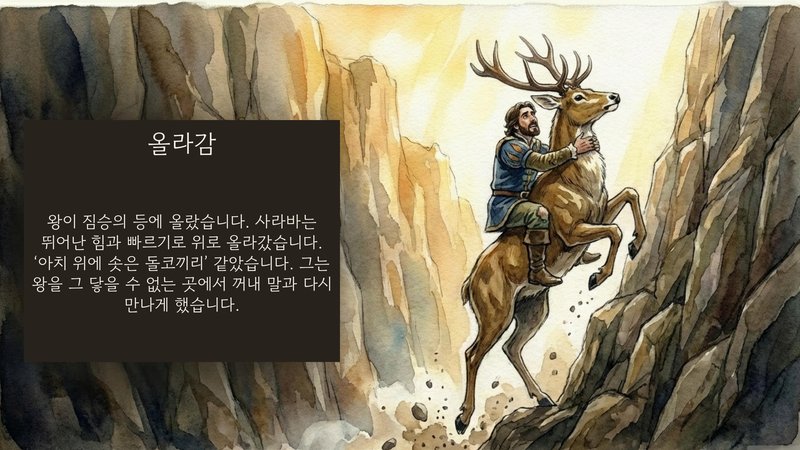 올라감
왕이 짐승의 등에 올랐습니다. 사라바는
뛰어난 힘과 빠르기로 위로 올라갔습니다.
‘아치 위에 솟은 돌코끼리’ 같았습니다. 그는
왕을 그 닿을 수 없는 곳에서 꺼내 말과 다시
만나게 했습니다.